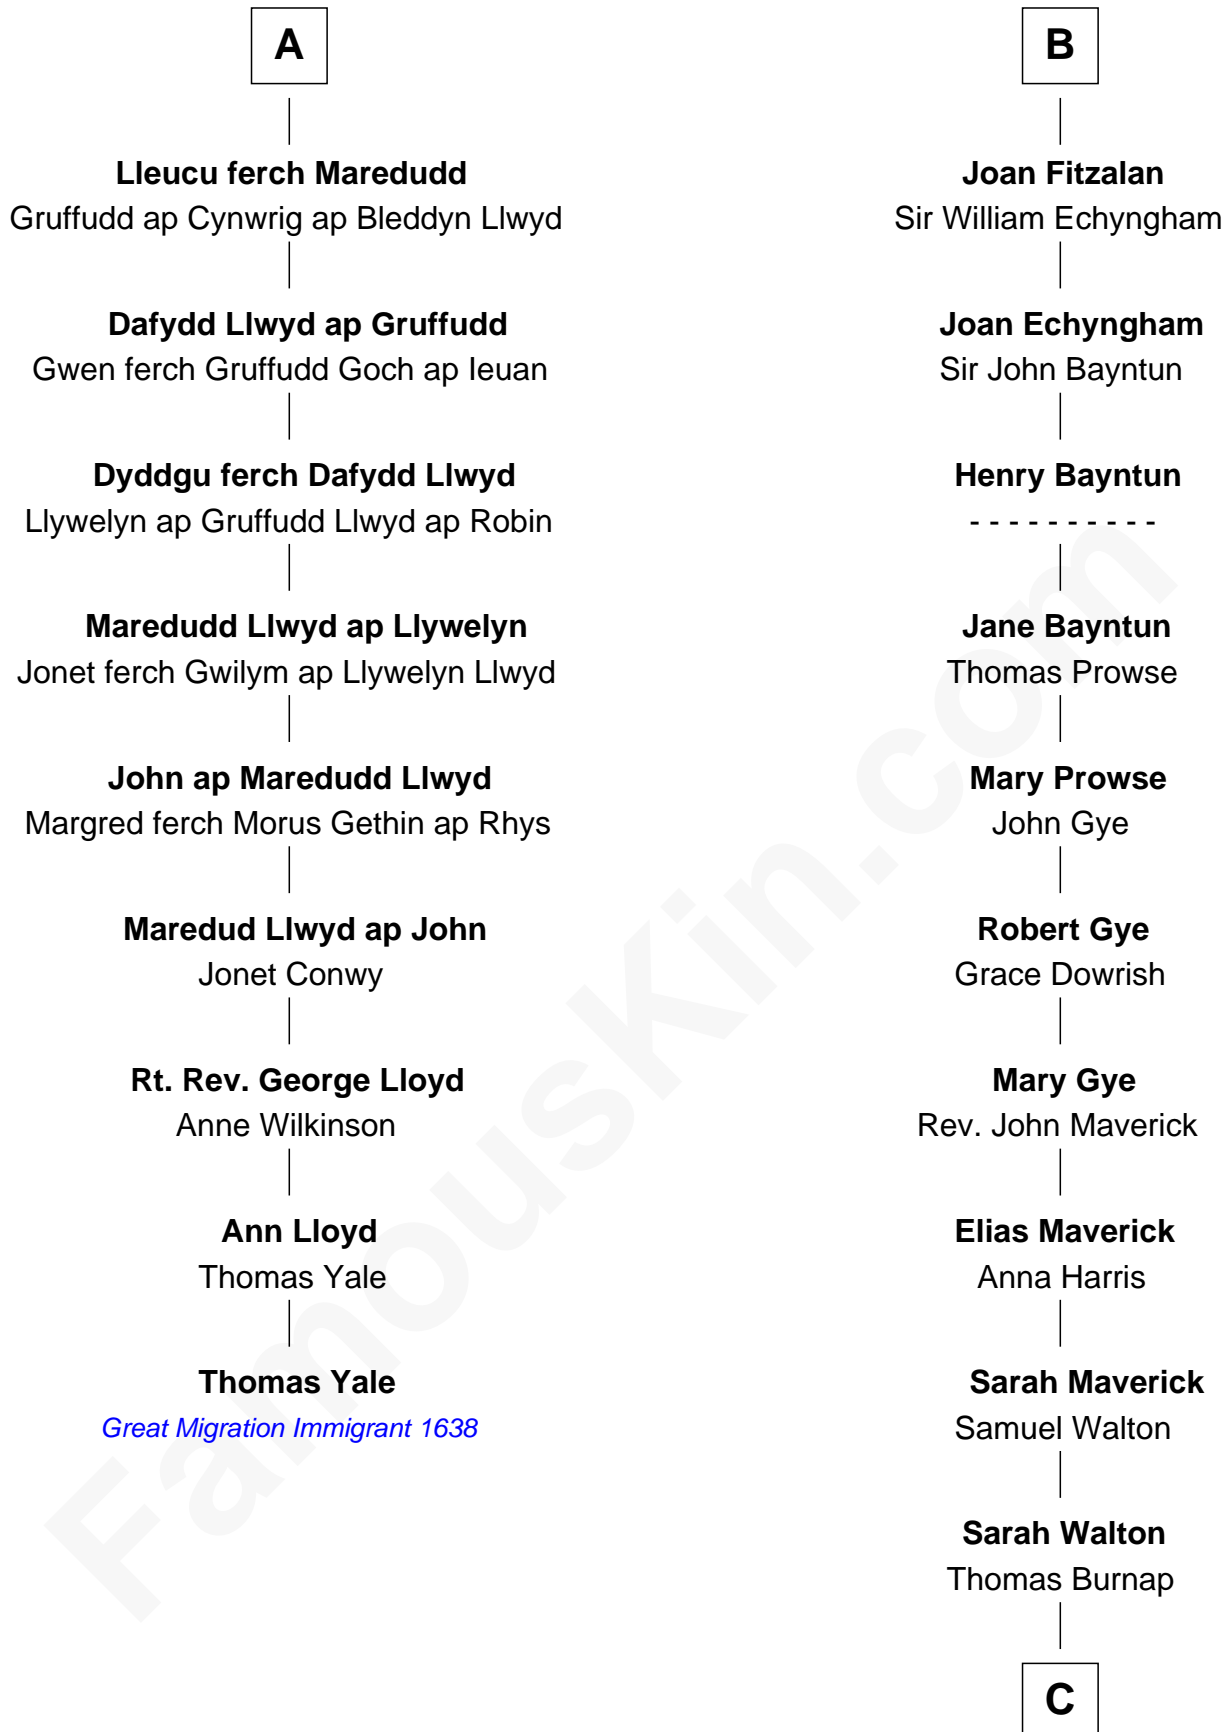 A
Lleucu ferch Maredudd
Gruffudd ap Cynwrig ap Bleddyn Llwyd
Dafydd Llwyd ap Gruffudd
Gwen ferch Gruffudd Goch ap Ieuan
Dyddgu ferch Dafydd Llwyd
Llywelyn ap Gruffudd Llwyd ap Robin
Maredudd Llwyd ap Llywelyn
Jonet ferch Gwilym ap Llywelyn Llwyd
John ap Maredudd Llwyd
Margred ferch Morus Gethin ap Rhys
Maredud Llwyd ap John
Jonet Conwy
Rt. Rev. George Lloyd
Anne Wilkinson
Ann Lloyd
Thomas Yale
Thomas Yale
Great Migration Immigrant 1638
B
Joan Fitzalan
Sir William Echyngham
Joan Echyngham
Sir John Bayntun
Henry Bayntun
- - - - - - - - - -
Jane Bayntun
Thomas Prowse
Mary Prowse
John Gye
Robert Gye
Grace Dowrish
Mary Gye
Rev. John Maverick
Elias Maverick
Anna Harris
Sarah Maverick
Samuel Walton
Sarah Walton
Thomas Burnap
C
FamousKin.com